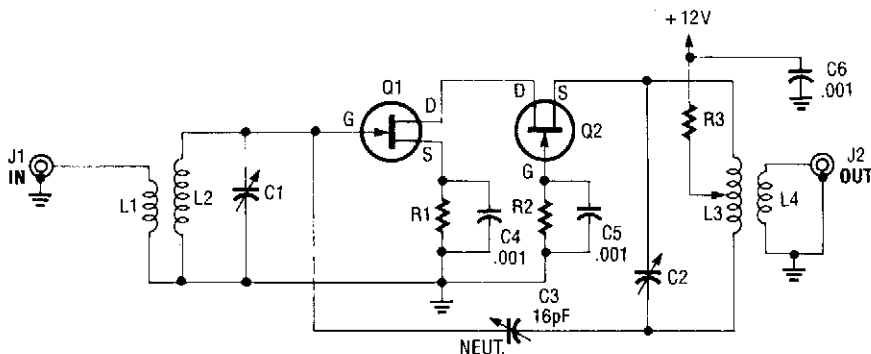 +12V
C6
.001
Q1
D
D
S
Q2
G
R3
J1
IN
L1
L2
C1
S
G
R1
C4
.001
R2
C5
.001
L3
L4
J2
OUT
C2
C3
16pF
NEUT.